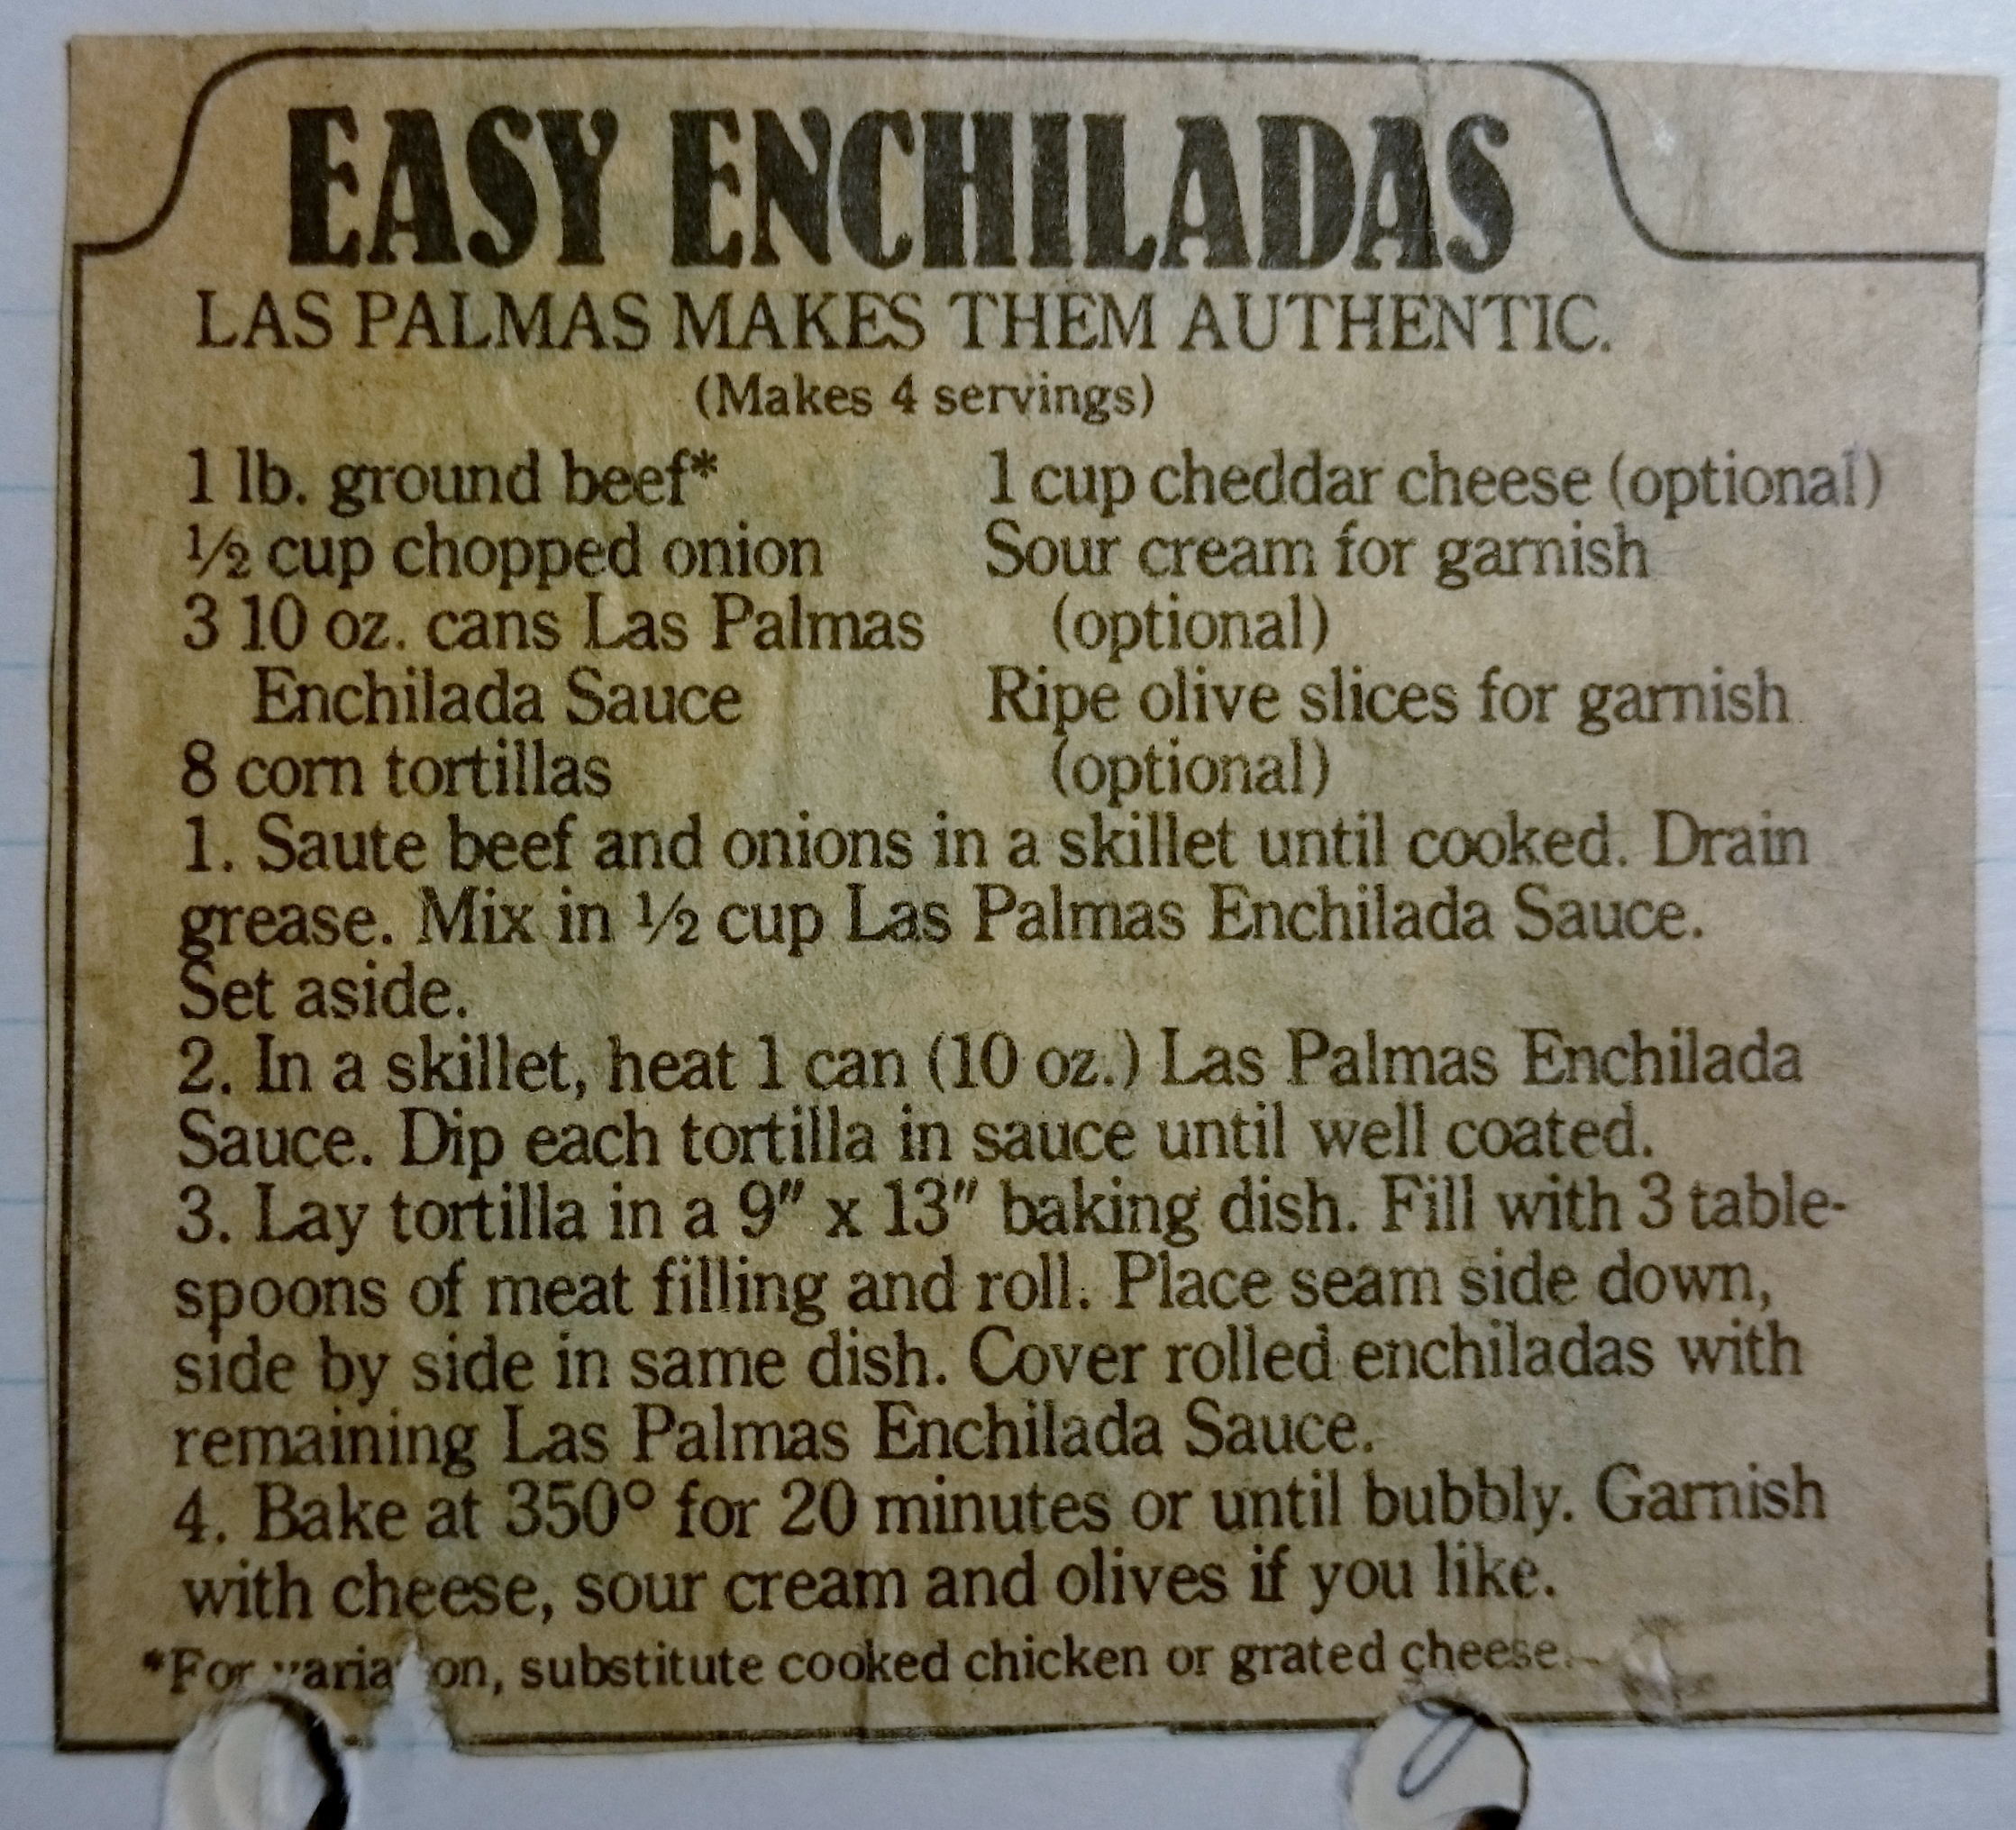 EASY ENCHILADAS
LAS PALMAS MAKES THEM AUTHENTIC.
(Makes 4 servings)
1 lb. ground beef*
½ cup chopped onion
3 10 oz. cans Las Palmas
Enchilada Sauce
8 corn tortillas
1 cup cheddar cheese (optional)
Sour cream for garnish
(optional)
Ripe olive slices for garnish
(optional)
1. Saute beef and onions in a skillet until cooked. Drain
grease. Mix in ½ cup Las Palmas Enchilada Sauce.
Set aside.
2. In a skillet, heat 1 can (10 oz.) Las Palmas Enchilada
Sauce. Dip each tortilla in sauce until well coated.
3. Lay tortilla in a 9" x 13" baking dish. Fill with 3 table-
spoons of meat filling and roll. Place seam side down,
side by side in same dish. Cover rolled enchiladas with
remaining Las Palmas Enchilada Sauce.
4. Bake at 350° for 20 minutes or until bubbly. Garnish
with cheese, sour cream and olives if you like.
*For variation, substitute cooked chicken or grated cheese.